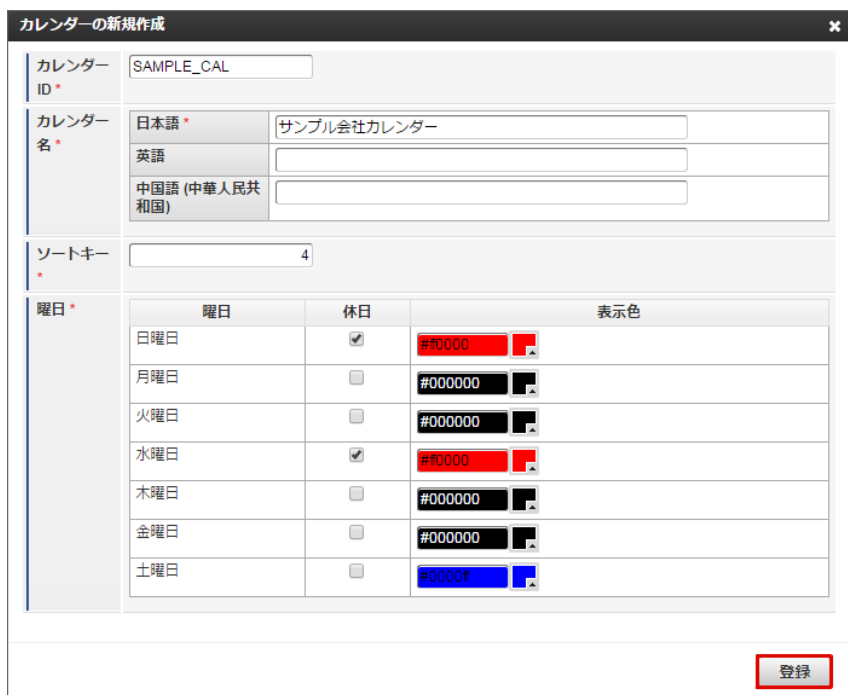 カレンダーの新規作成
カレンダー
ID *
SAMPLE_CAL
カレンダー
名 *
日本語 *
サンプル会社カレンダー
英語
中国語 (中華人民共
和国)
ソートキー
*
4
曜日 *
曜日 休日 表示色
日曜日 #ff0000
月曜日 #000000
火曜日 #000000
水曜日 #ff0000
木曜日 #000000
金曜日 #000000
土曜日 #0000ff
登録